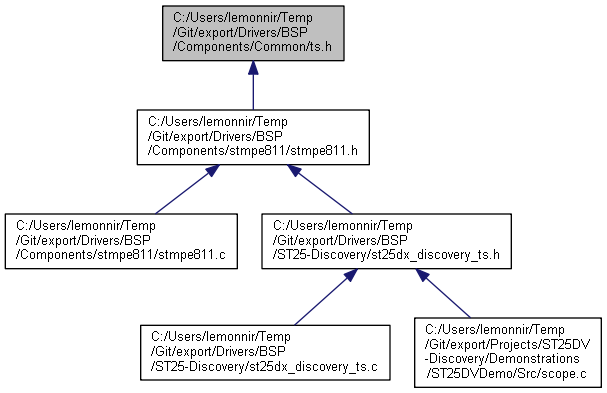 C:/Users/lemonnir/Temp
/Git/export/Drivers/BSP
/Components/Common/ts.h
C:/Users/lemonnir/Temp
/Git/export/Drivers/BSP
/Components/stmpe811/stmpe811.h
C:/Users/lemonnir/Temp
/Git/export/Drivers/BSP
/Components/stmpe811/stmpe811.c
C:/Users/lemonnir/Temp
/Git/export/Drivers/BSP
/ST25-Discovery/st25dx_discovery_ts.h
C:/Users/lemonnir/Temp
/Git/export/Drivers/BSP
/ST25-Discovery/st25dx_discovery_ts.c
C:/Users/lemonnir/Temp
/Git/export/Projects/ST25DV
-Discovery/Demonstrations
/ST25DVDemo/Src/scope.c